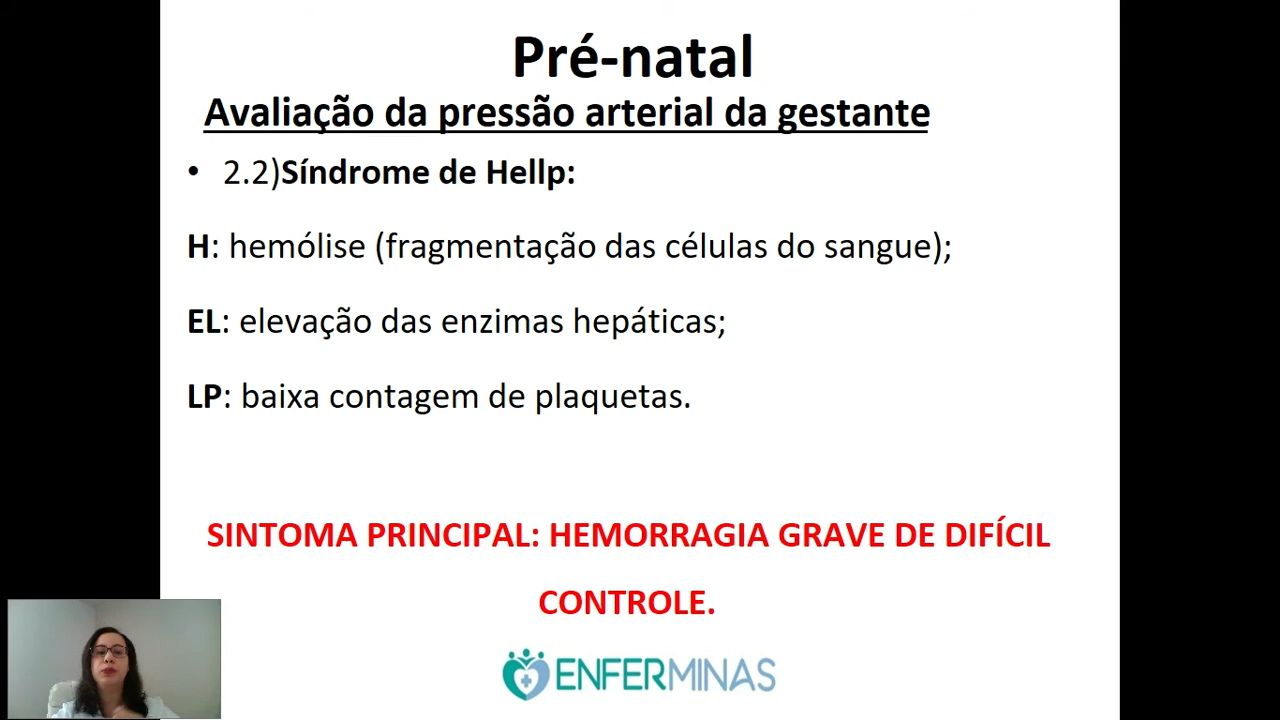 Pré-natal
Avaliação da pressão arterial da gestante
• 2.2)Síndrome de Hellp:
H: hemólise (fragmentação das células do sangue);
EL: elevação das enzimas hepáticas;
LP: baixa contagem de plaquetas.
SINTOMA PRINCIPAL: HEMORRAGIA GRAVE DE DIFÍCIL
CONTROLE.
ENFERMINAS